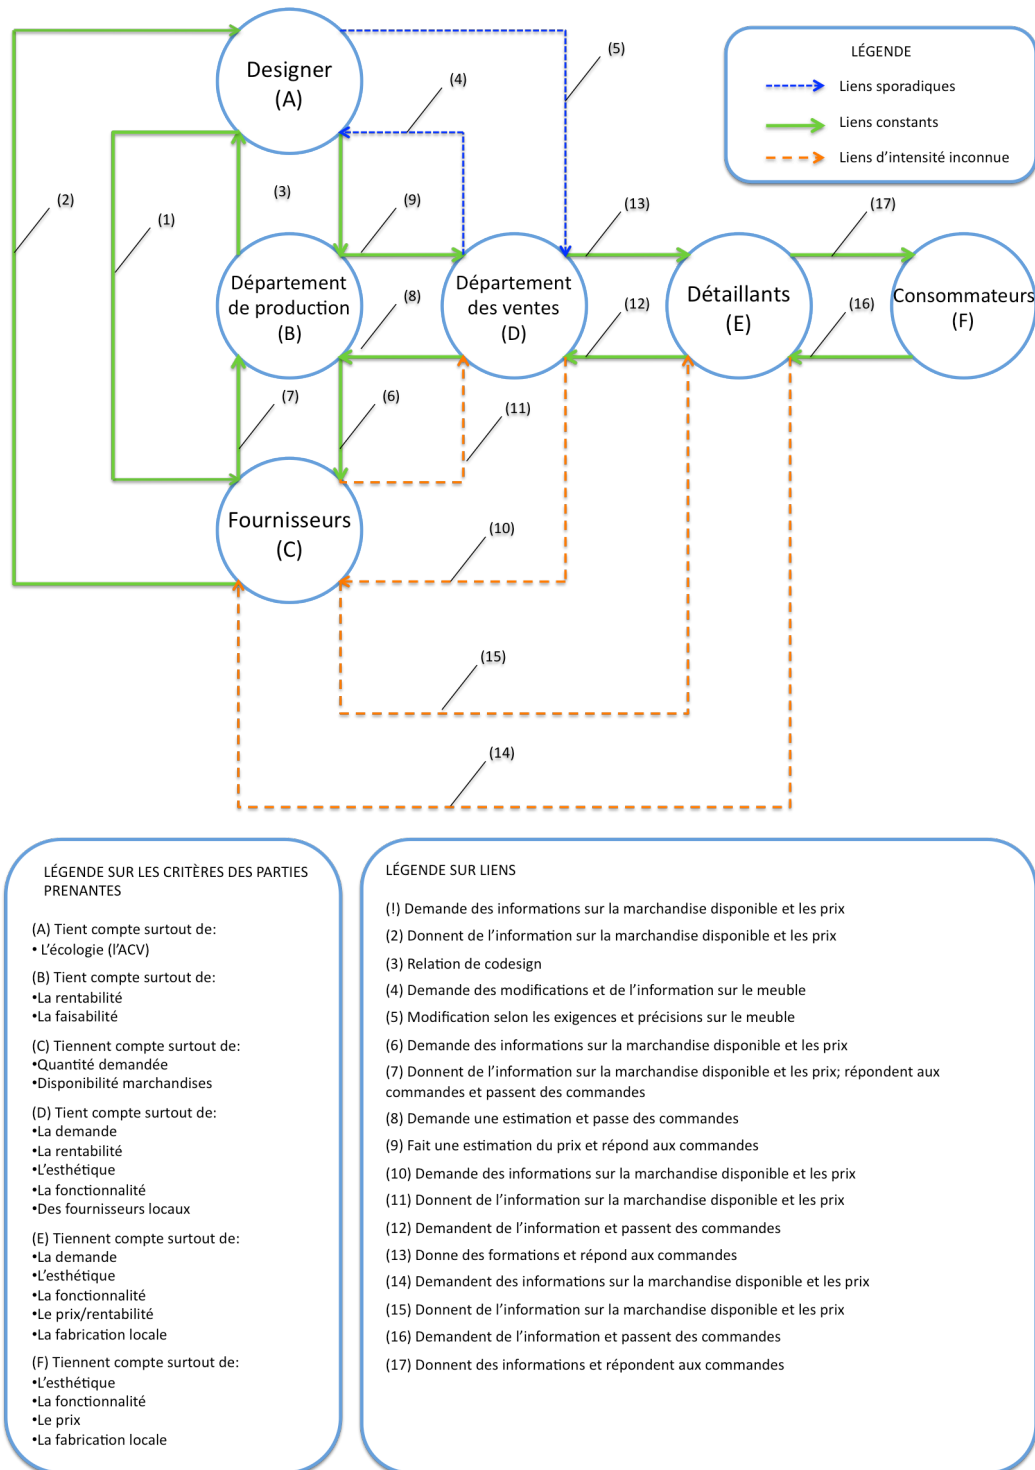 Designer
(A)
(5)
(4)
LÉGENDE
Liens sporadiques
Liens constants
Liens d'intensité inconnue
(2)
(1)
(3)
(9)
(13)
(17)
Département
de production
(B)
(8)
Département
des ventes
(D)
(12)
Détaillants
(E)
(16)
Consommateurs
(F)
(7)
(6)
(11)
Fournisseurs
(C)
(10)
(15)
(14)
LÉGENDE SUR LES CRITÈRES DES PARTIES
PRENANTES
(A) Tient compte surtout de:
• L'écologie (l'ACV)
(B) Tient compte surtout de:
•La rentabilité
•La faisabilité
(C) Tiennent compte surtout de:
•Quantité demandée
•Disponibilité marchandises
(D) Tient compte surtout de:
•La demande
•La rentabilité
•L'esthétique
•La fonctionnalité
•Des fournisseurs locaux
(E) Tiennent compte surtout de:
•La demande
•L'esthétique
•La fonctionnalité
•Le prix/rentabilité
•La fabrication locale
(F) Tiennent compte surtout de:
•L'esthétique
•La fonctionnalité
•Le prix
•La fabrication locale
LÉGENDE SUR LIENS
(!) Demande des informations sur la marchandise disponible et les prix
(2) Donnent de l'information sur la marchandise disponible et les prix
(3) Relation de codesign
(4) Demande des modifications et de l'information sur le meuble
(5) Modification selon les exigences et précisions sur le meuble
(6) Demande des informations sur la marchandise disponible et les prix
(7) Donnent de l'information sur la marchandise disponible et les prix; répondent aux
commandes et passent des commandes
(8) Demande une estimation et passe des commandes
(9) Fait une estimation du prix et répond aux commandes
(10) Demande des informations sur la marchandise disponible et les prix
(11) Donnent de l'information sur la marchandise disponible et les prix
(12) Demandent de l'information et passent des commandes
(13) Donne des formations et répond aux commandes
(14) Demandent des informations sur la marchandise disponible et les prix
(15) Donnent de l'information sur la marchandise disponible et les prix
(16) Demandent de l'information et passent des commandes
(17) Donnent des informations et répondent aux commandes